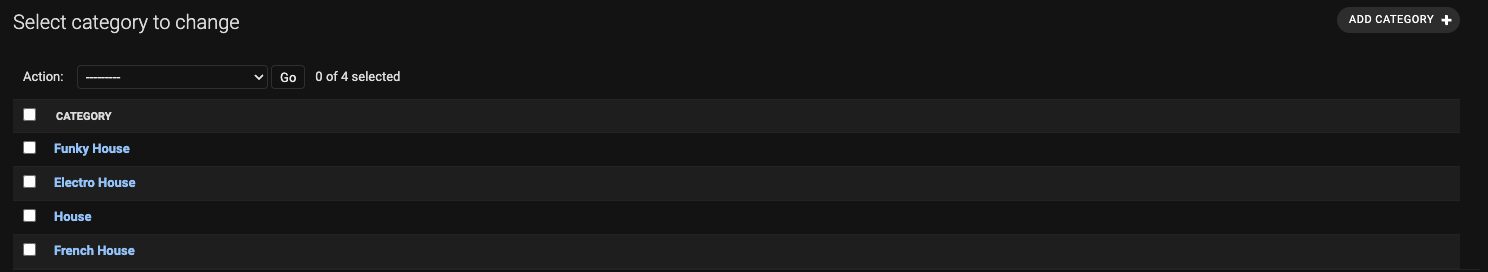 Select category to change
ADD CATEGORY +
Action: --------- Go 0 of 4 selected
CATEGORY
Funky House
Electro House
House
French House